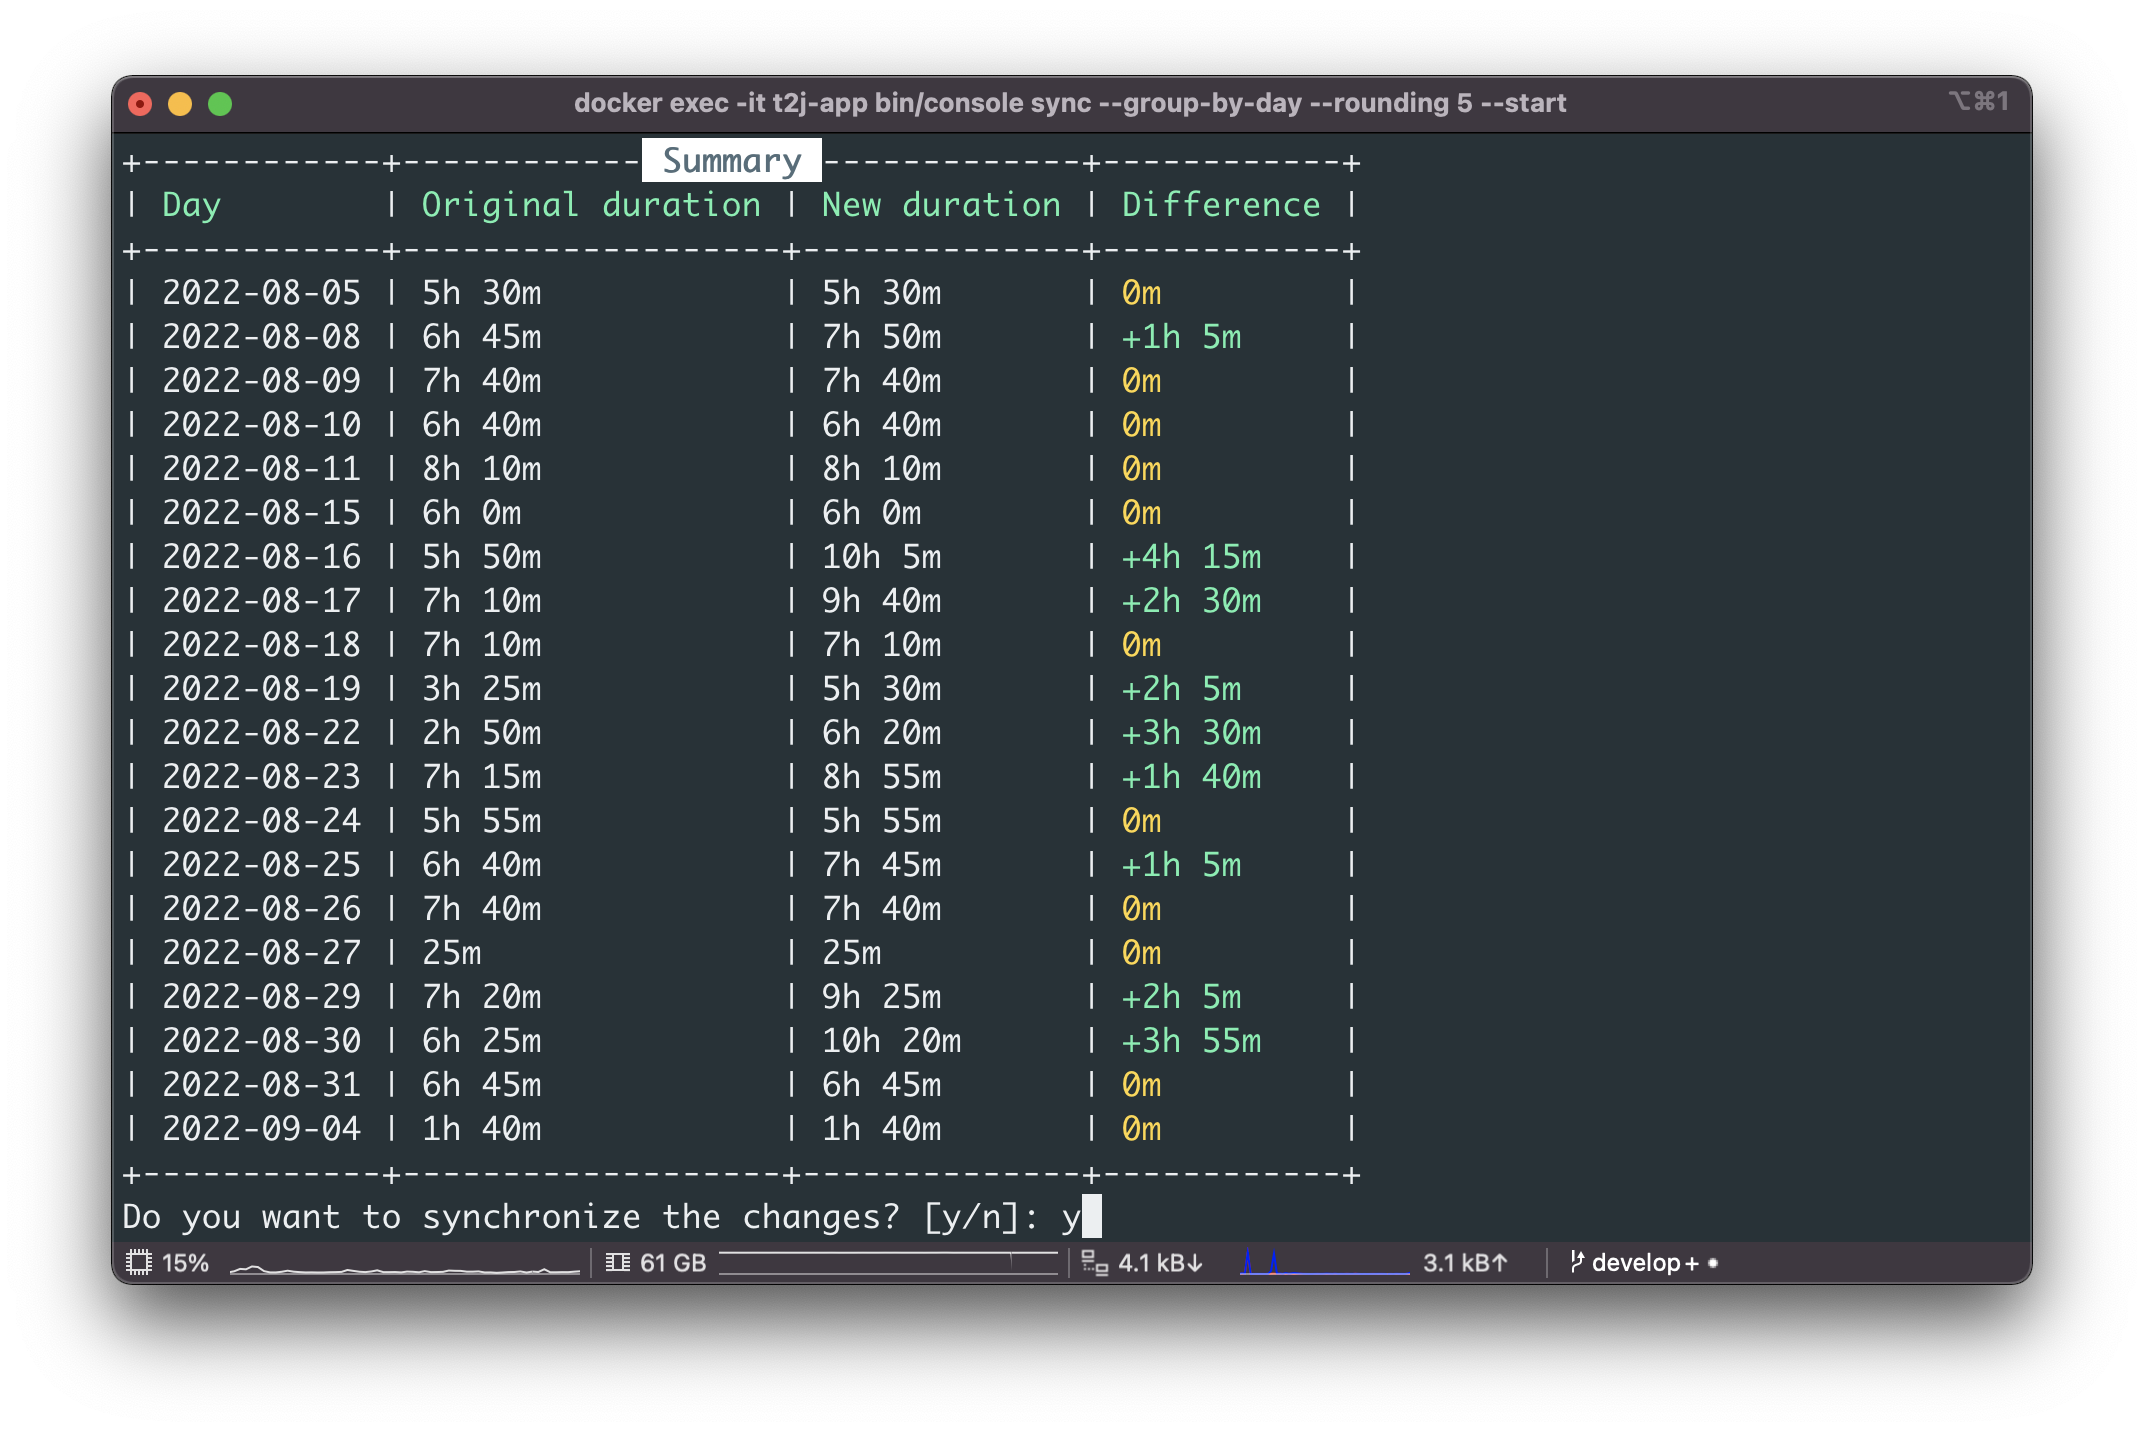 docker exec -it t2j-app bin/console sync --group-by-day --rounding 5 --start ⌥⌘1
+------------+------------ Summary -------------+------------+
| Day        | Original duration | New duration | Difference |
+------------+-------------------+--------------+------------+
| 2022-08-05 | 5h 30m            | 5h 30m       | 0m         |
| 2022-08-08 | 6h 45m            | 7h 50m       | +1h 5m     |
| 2022-08-09 | 7h 40m            | 7h 40m       | 0m         |
| 2022-08-10 | 6h 40m            | 6h 40m       | 0m         |
| 2022-08-11 | 8h 10m            | 8h 10m       | 0m         |
| 2022-08-15 | 6h 0m             | 6h 0m        | 0m         |
| 2022-08-16 | 5h 50m            | 10h 5m       | +4h 15m    |
| 2022-08-17 | 7h 10m            | 9h 40m       | +2h 30m    |
| 2022-08-18 | 7h 10m            | 7h 10m       | 0m         |
| 2022-08-19 | 3h 25m            | 5h 30m       | +2h 5m     |
| 2022-08-22 | 2h 50m            | 6h 20m       | +3h 30m    |
| 2022-08-23 | 7h 15m            | 8h 55m       | +1h 40m    |
| 2022-08-24 | 5h 55m            | 5h 55m       | 0m         |
| 2022-08-25 | 6h 40m            | 7h 45m       | +1h 5m     |
| 2022-08-26 | 7h 40m            | 7h 40m       | 0m         |
| 2022-08-27 | 25m               | 25m          | 0m         |
| 2022-08-29 | 7h 20m            | 9h 25m       | +2h 5m     |
| 2022-08-30 | 6h 25m            | 10h 20m      | +3h 55m    |
| 2022-08-31 | 6h 45m            | 6h 45m       | 0m         |
| 2022-09-04 | 1h 40m            | 1h 40m       | 0m         |
+------------+-------------------+--------------+------------+
Do you want to synchronize the changes? [y/n]: y
15% 61 GB 4.1 kB↓ 3.1 kB↑ develop+ •